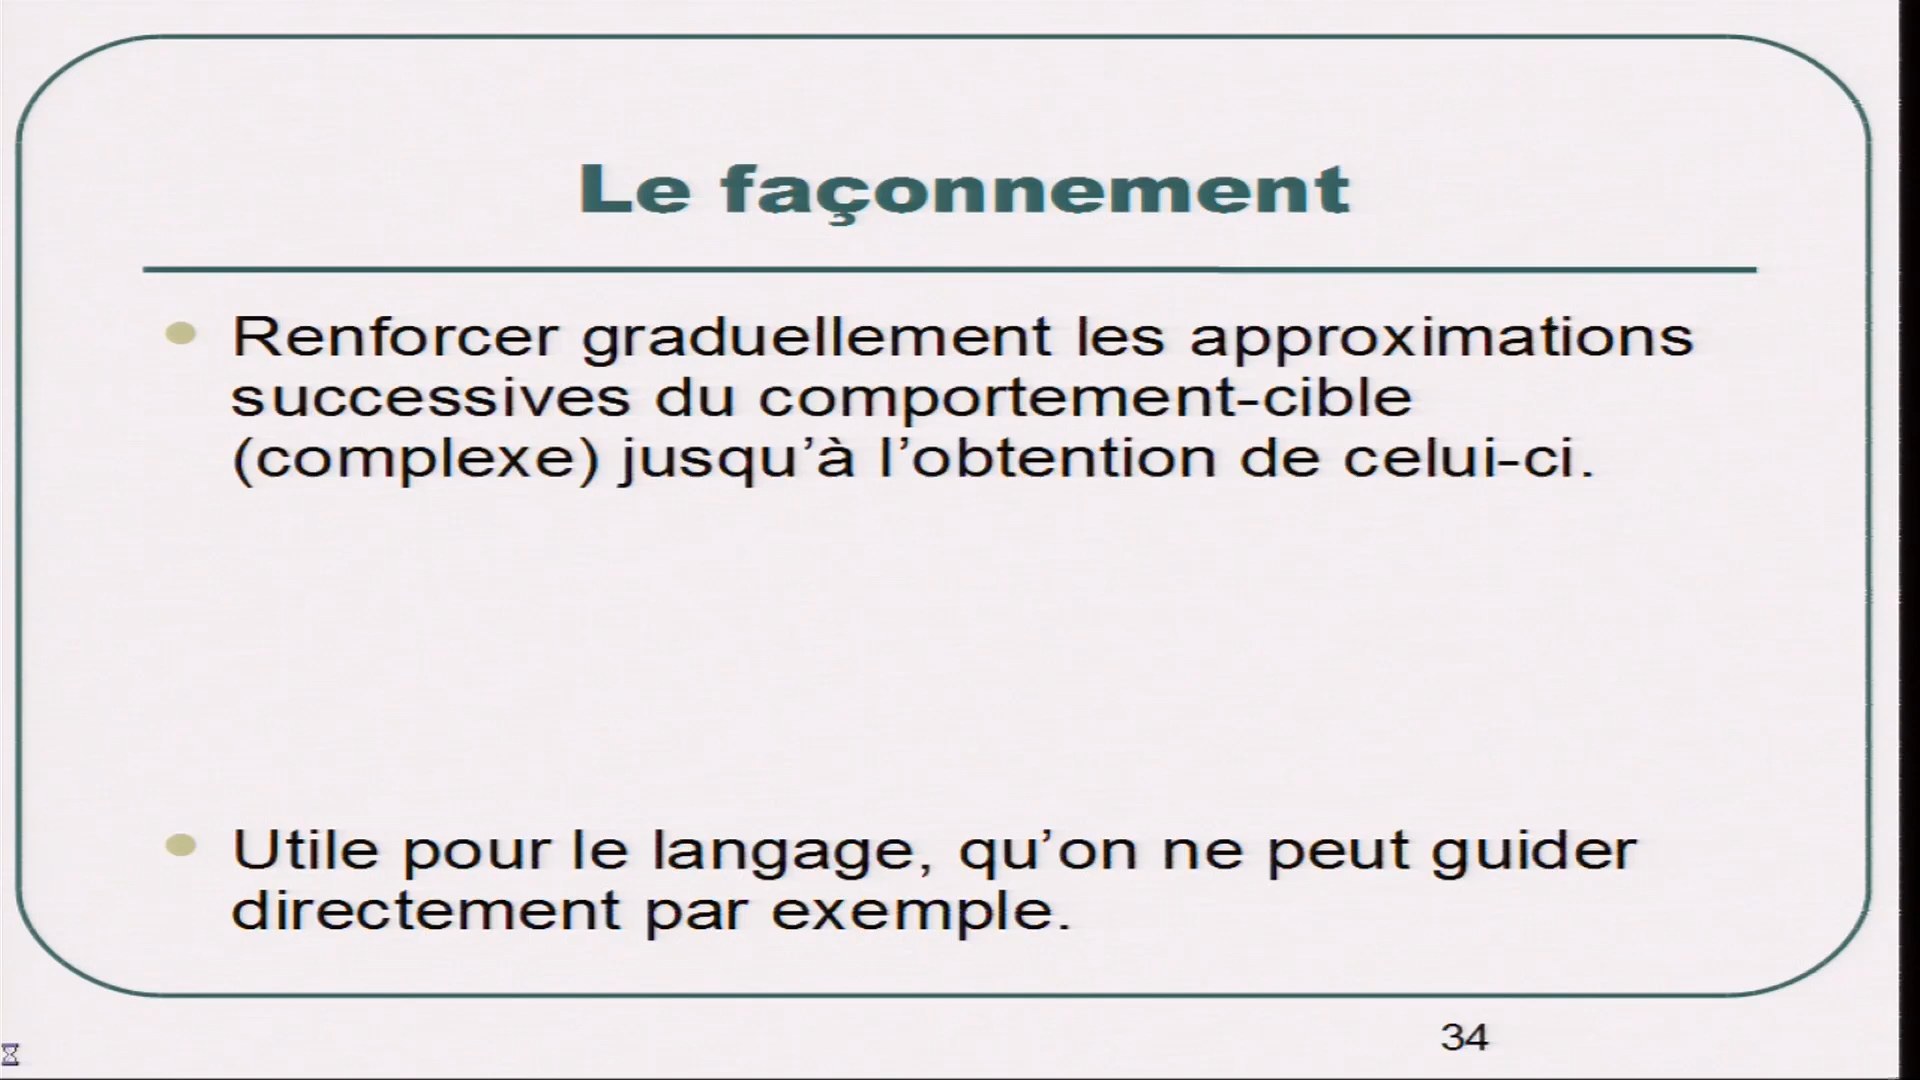 Le façonnement
Renforcer graduellement les approximations
successives du comportement-cible
(complexe) jusqu’à l’obtention de celui-ci.
Utile pour le langage, qu’on ne peut guider
directement par exemple.
34